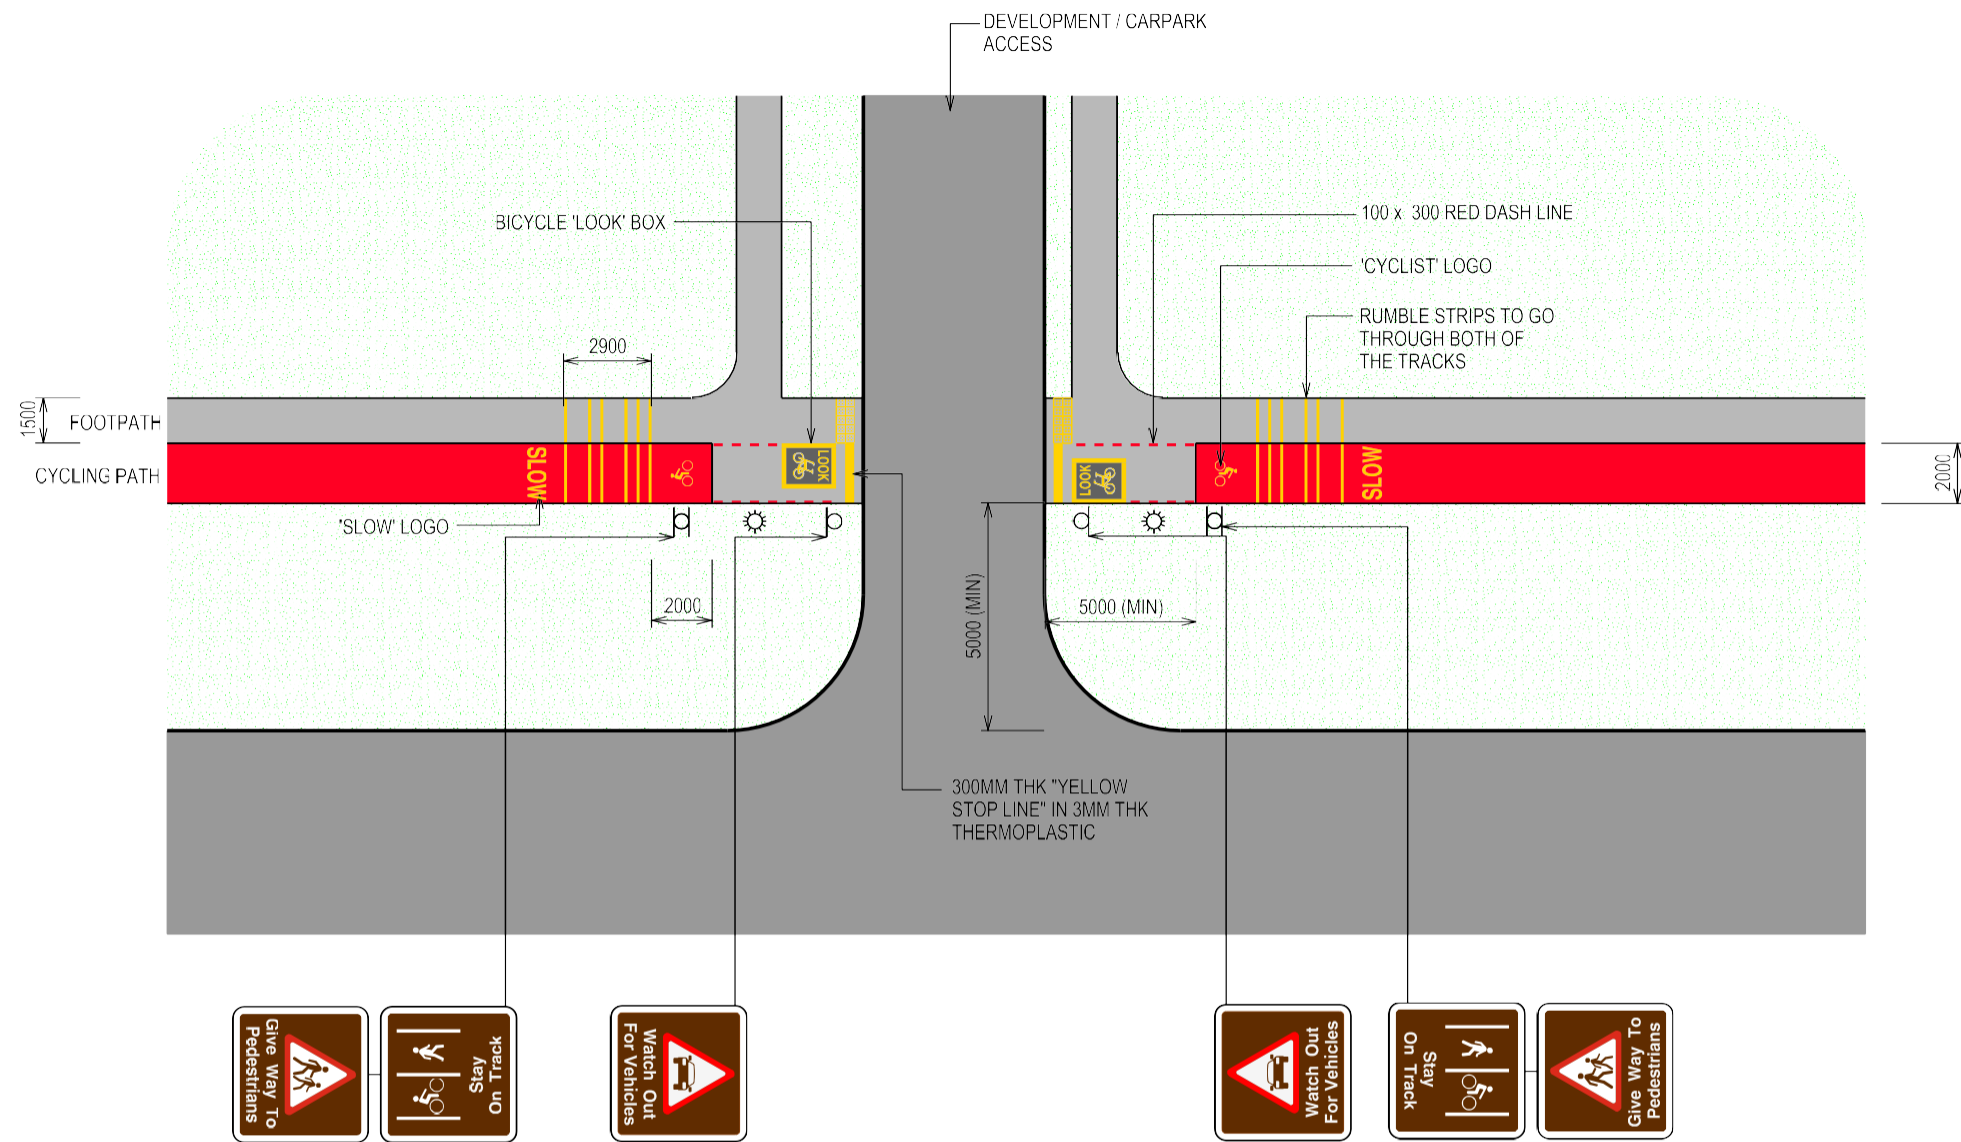 DEVELOPMENT / CARPARK
ACCESS
BICYCLE 'LOOK' BOX
100 x 300 RED DASH LINE
'CYCLIST' LOGO
RUMBLE STRIPS TO GO
THROUGH BOTH OF
THE TRACKS
2900
1500
FOOTPATH
CYCLING PATH
SLOW
LOOK
LOOK
SLOW
2000
'SLOW' LOGO
2000
5000 (MIN)
5000 (MIN)
300MM THK "YELLOW
STOP LINE" IN 3MM THK
THERMOPLASTIC
Give Way To
Pedestrians
Stay
On Track
Watch Out
For Vehicles
Watch Out
For Vehicles
Stay
On Track
Give Way To
Pedestrians